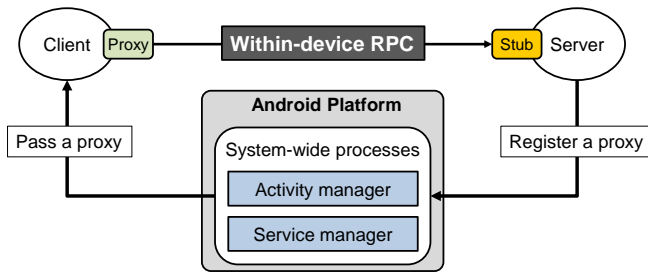 Client
Proxy
Within-device RPC
Stub
Server
Android Platform
Pass a proxy
System-wide processes
Register a proxy
Activity manager
Service manager